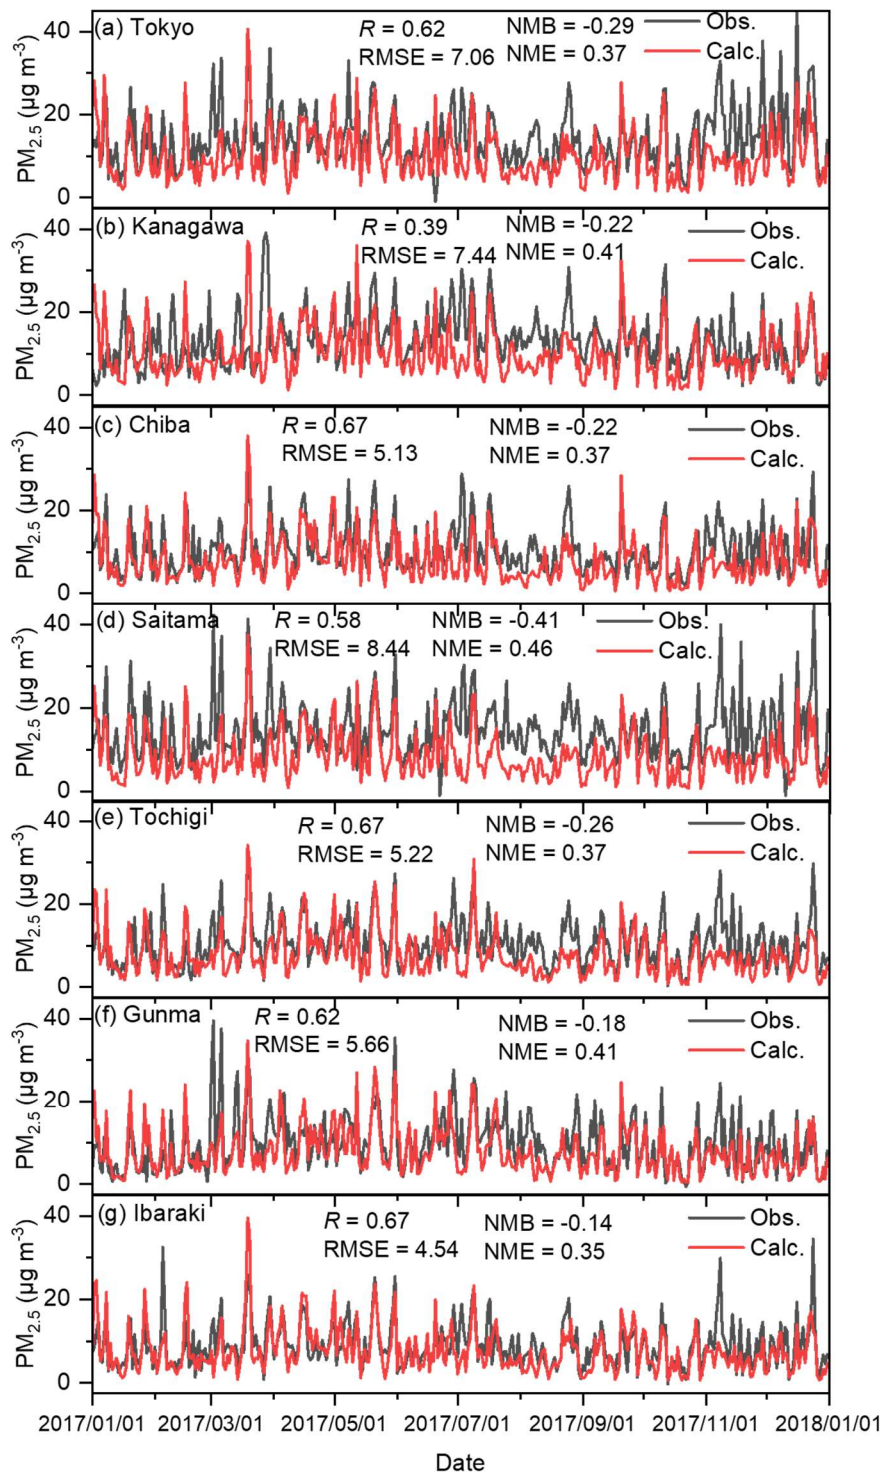 (a) Tokyo
R = 0.62
RMSE = 7.06
NMB = -0.29
NME = 0.37
Obs.
Calc.
PM2.5 (µg m-3)
40
20
0
(b) Kanagawa
R = 0.39
RMSE = 7.44
NMB = -0.22
NME = 0.41
Obs.
Calc.
PM2.5 (µg m-3)
40
20
0
(c) Chiba
R = 0.67
RMSE = 5.13
NMB = -0.22
NME = 0.37
Obs.
Calc.
PM2.5 (µg m-3)
40
20
0
(d) Saitama
R = 0.58
RMSE = 8.44
NMB = -0.41
NME = 0.46
Obs.
Calc.
PM2.5 (µg m-3)
40
20
0
(e) Tochigi
R = 0.67
RMSE = 5.22
NMB = -0.26
NME = 0.37
Obs.
Calc.
PM2.5 (µg m-3)
40
20
0
(f) Gunma
R = 0.62
RMSE = 5.66
NMB = -0.18
NME = 0.41
Obs.
Calc.
PM2.5 (µg m-3)
40
20
0
(g) Ibaraki
R = 0.67
RMSE = 4.54
NMB = -0.14
NME = 0.35
Obs.
Calc.
PM2.5 (µg m-3)
40
20
0
2017/01/01 2017/03/01 2017/05/01 2017/07/01 2017/09/01 2017/11/01 2018/01/01
Date